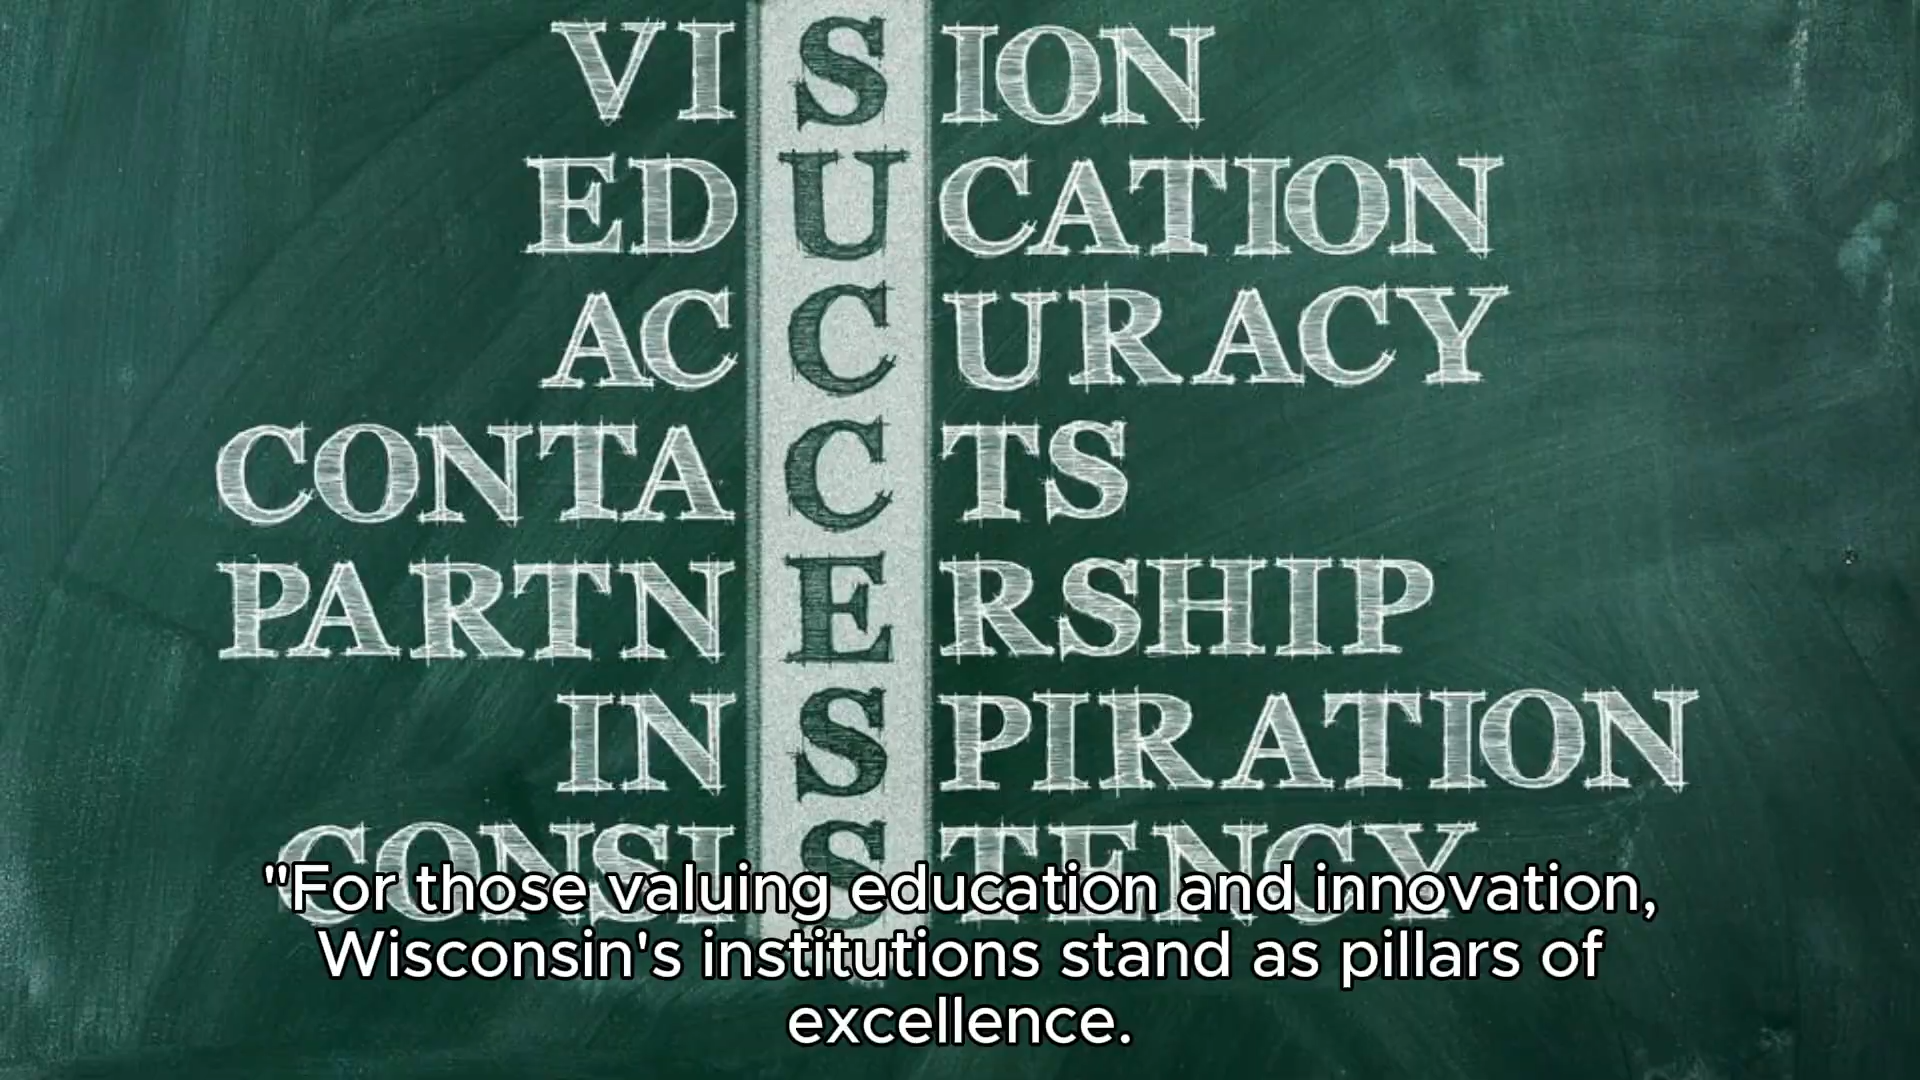 VISION
EDUCATION
ACCURACY
CONTACTS
PARTNERSHIP
INSPIRATION
CONSISTENCY
"For those valuing education and innovation,
Wisconsin's institutions stand as pillars of
excellence.